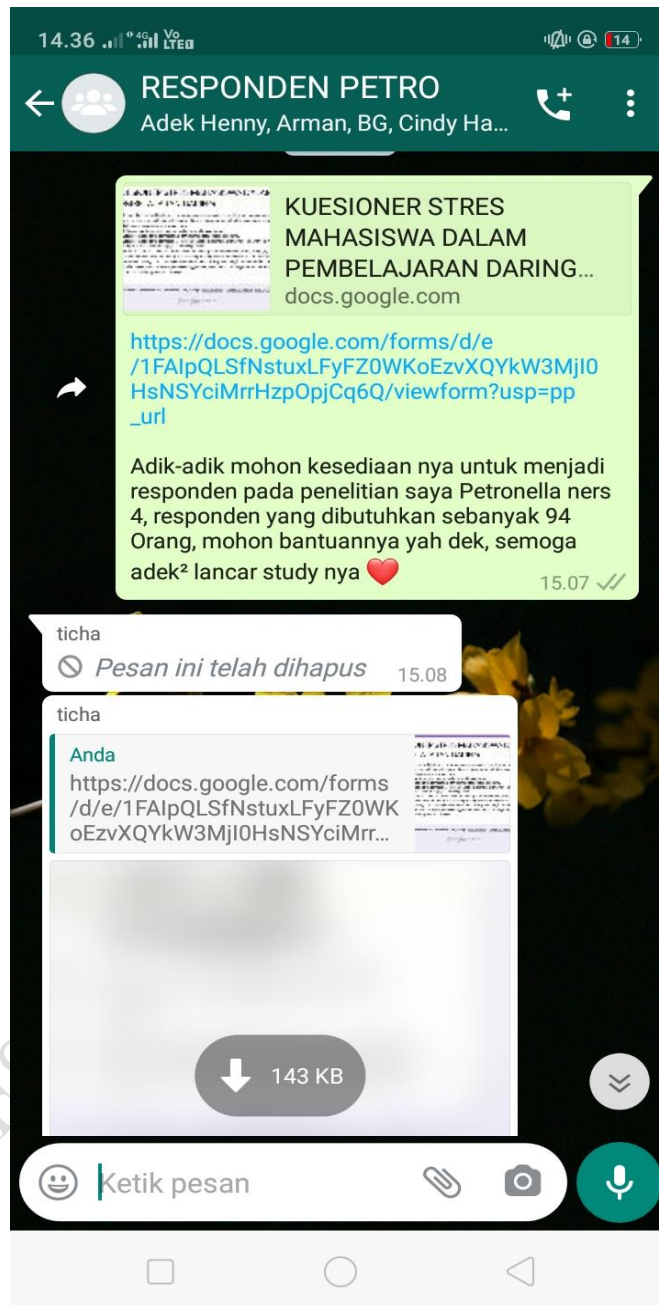 14.36
4G
Vo
LTE
14
RESPONDEN PETRO
Adek Henny, Arman, BG, Cindy Ha...
KUESIONER STRES
MAHASISWA DALAM
PEMBELAJARAN DARING...
docs.google.com
https://docs.google.com/forms/d/e
/1FAIpQLSfNstuxLFyFZ0WKoEzvXQYkW3MjI0
HsNSYciMrrHzpOpjCq6Q/viewform?usp=pp
_url
Adik-adik mohon kesediaan nya untuk menjadi
responden pada penelitian saya Petronella ners
4, responden yang dibutuhkan sebanyak 94
Orang, mohon bantuannya yah dek, semoga
adek² lancar study nya ❤️
15.07
ticha
Pesan ini telah dihapus 15.08
ticha
Anda
https://docs.google.com/forms
/d/e/1FAIpQLSfNstuxLFyFZ0WK
oEzvXQYkW3MjI0HsNSYciMrr...
143 KB
Ketik pesan